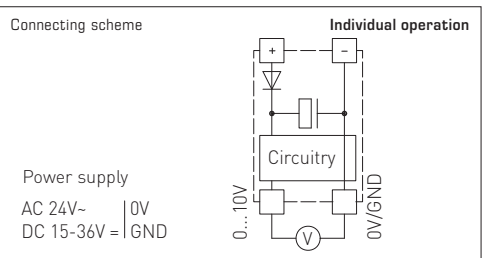 Connecting scheme
Individual operation
+ −
Circuitry
Power supply
AC 24V~ 0V
DC 15-36V = GND
0...10V
V
0V/GND